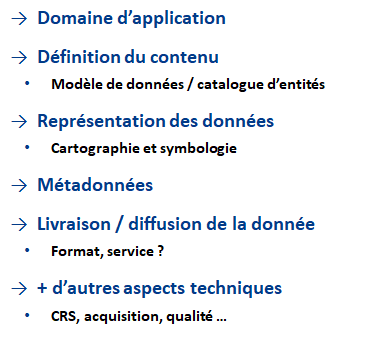 → Domaine d’application
→ Définition du contenu
• Modèle de données / catalogue d’entités
→ Représentation des données
• Cartographie et symbologie
→ Métadonnées
→ Livraison / diffusion de la donnée
• Format, service ?
→ + d’autres aspects techniques
• CRS, acquisition, qualité …